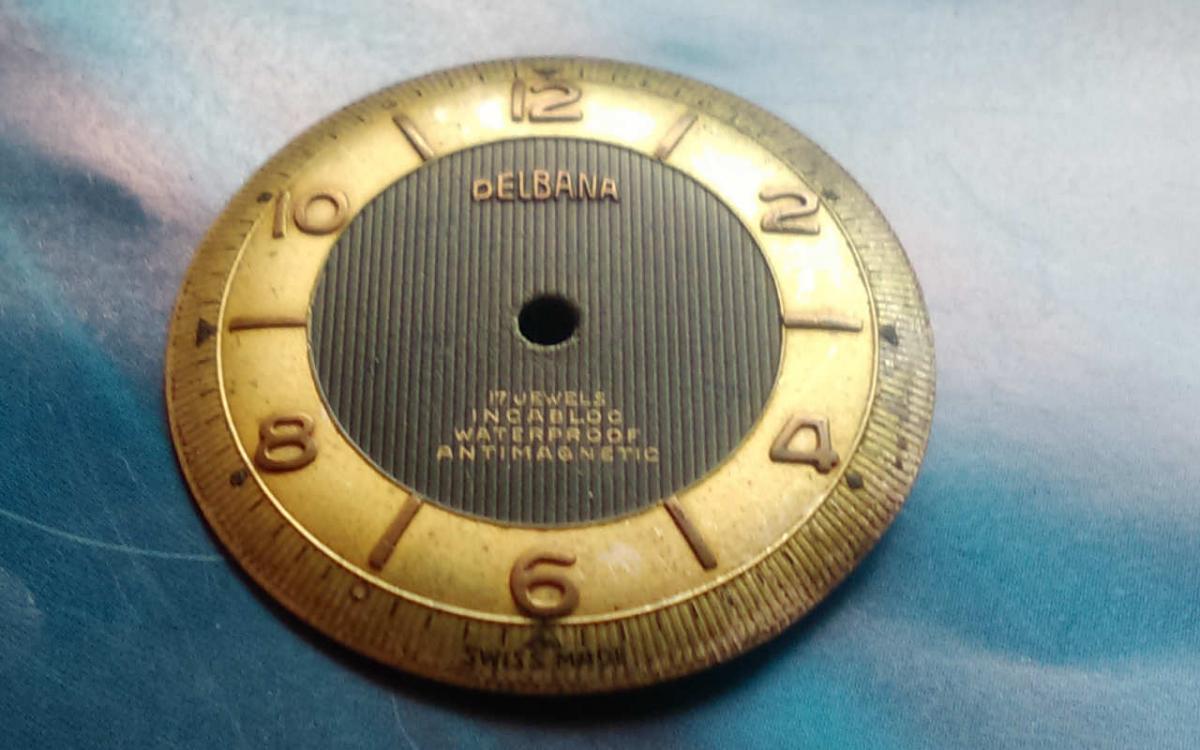 12
DELBANA
10
2
17 JEWELS
INCABLOC
WATERPROOF
ANTIMAGNETIC
8
4
6
SWISS MADE